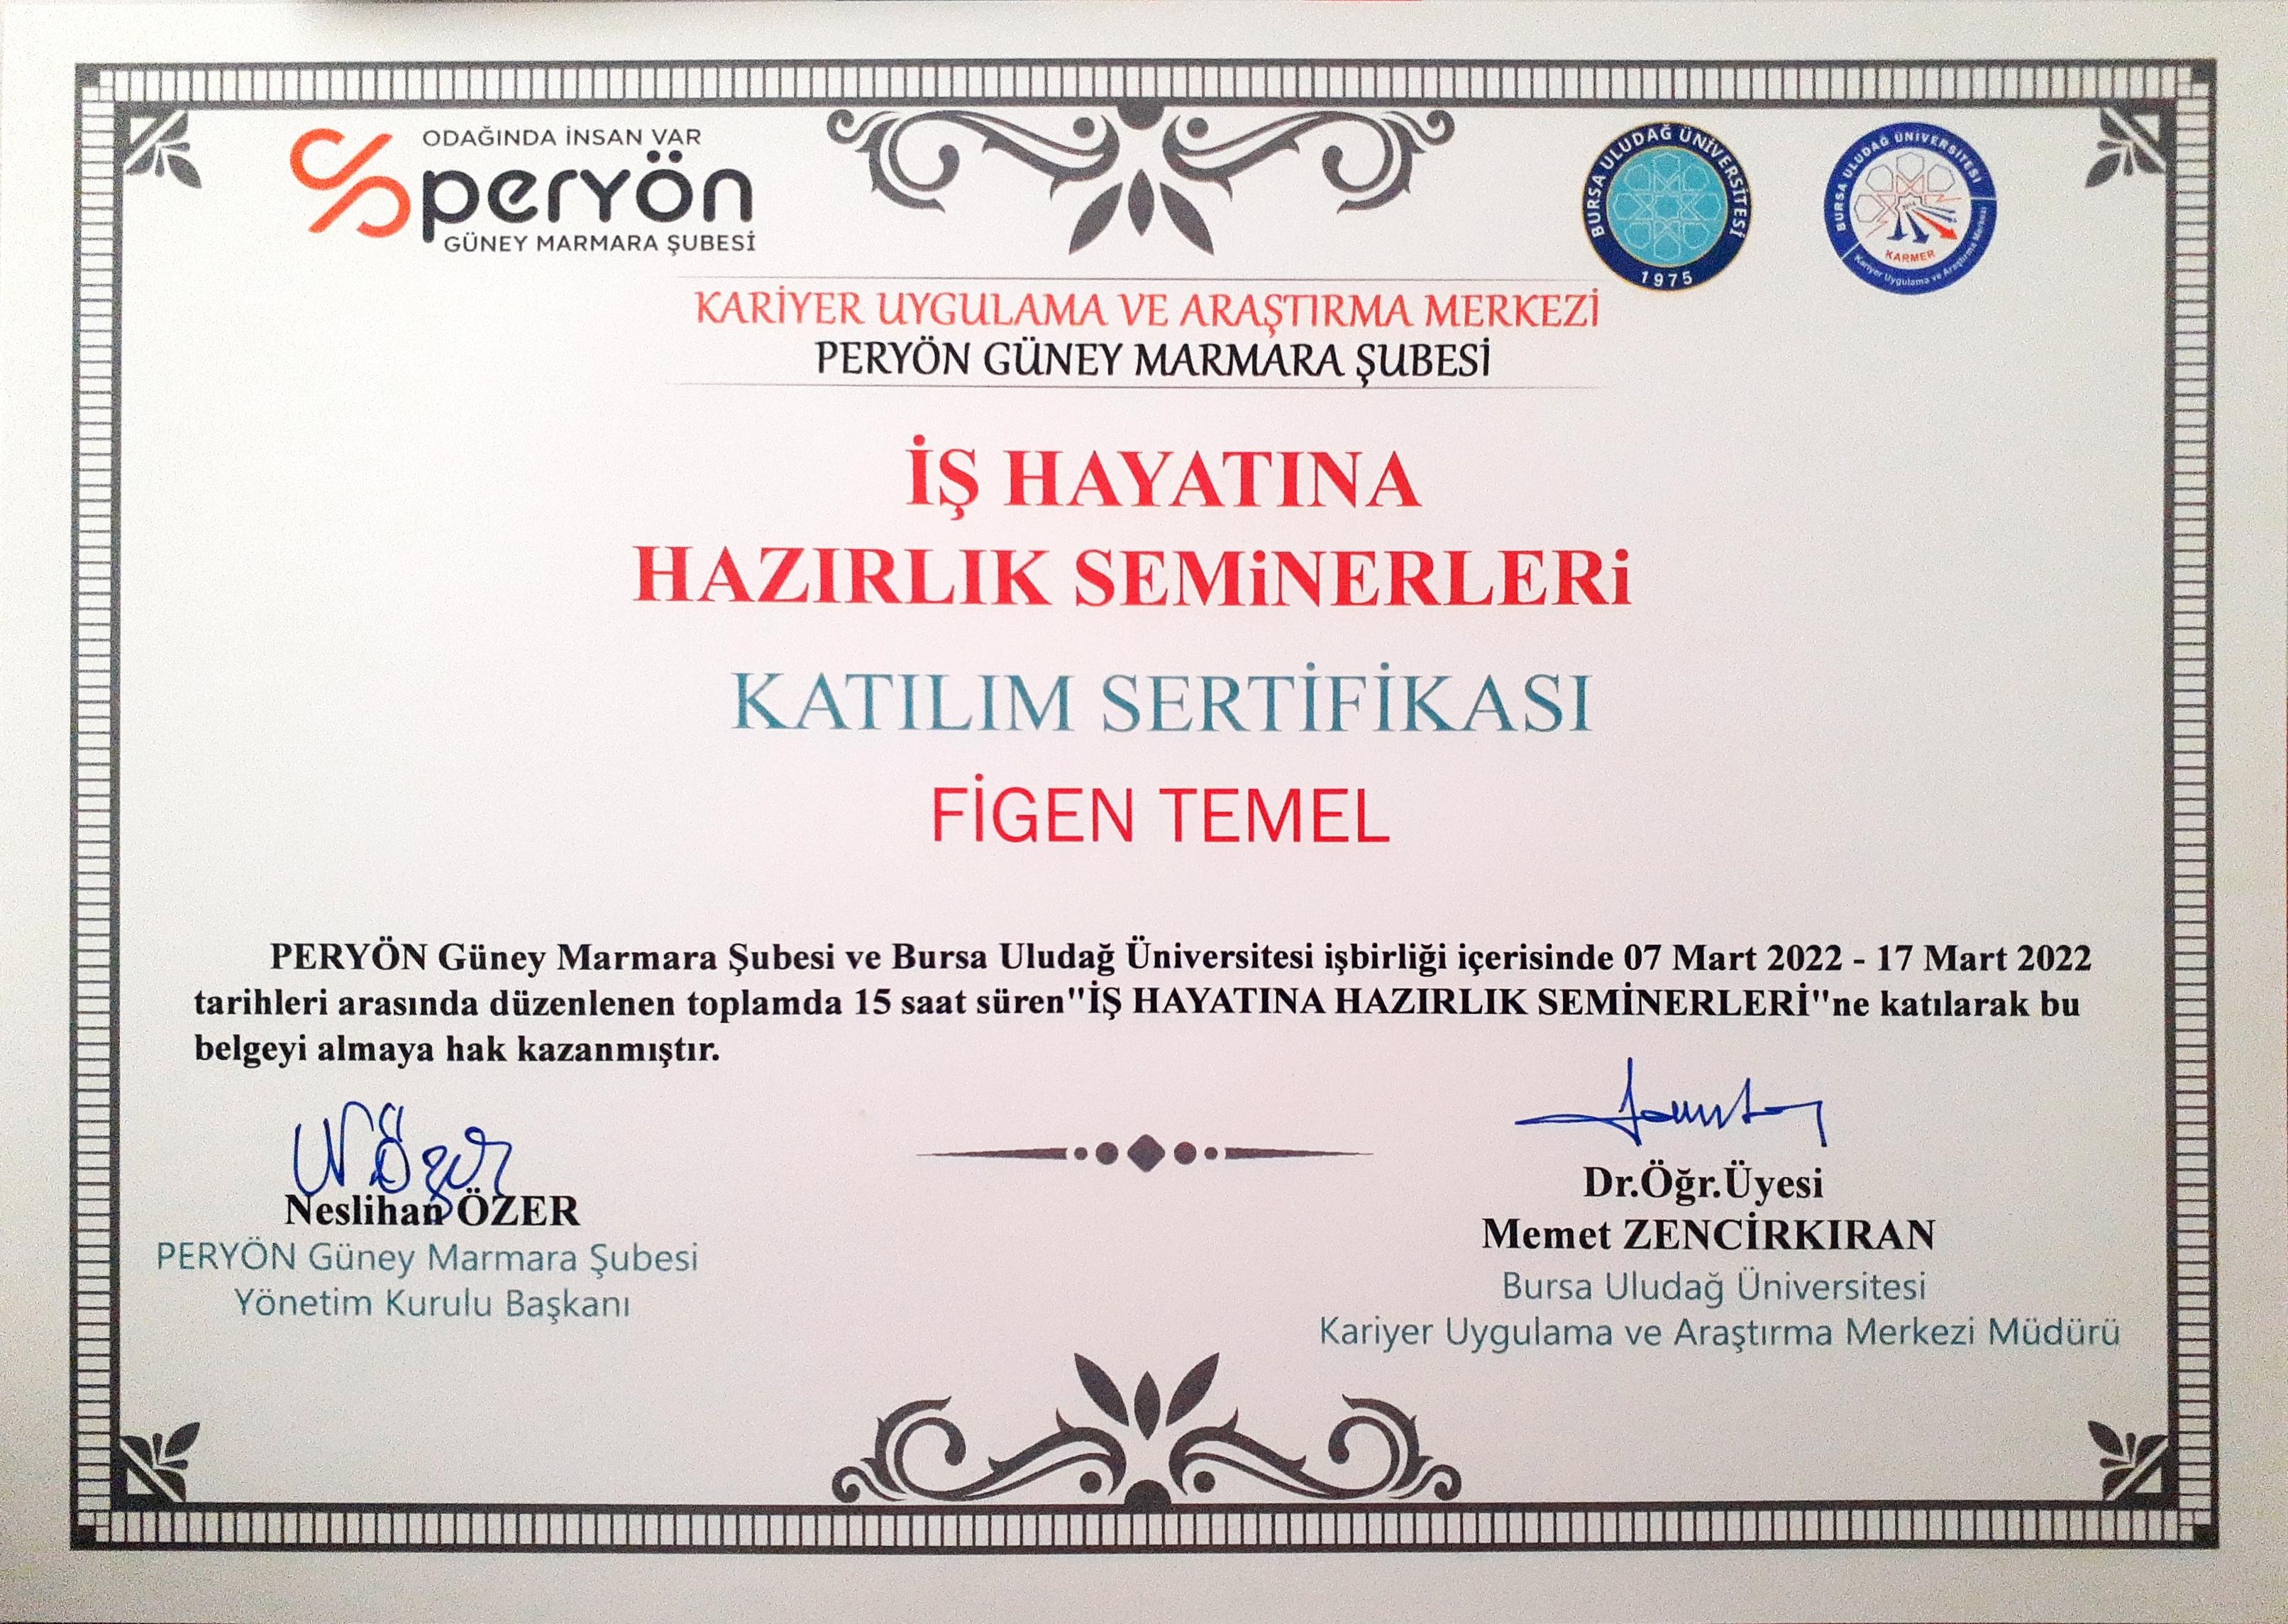 ODAĞINDA İNSAN VAR
peryön
GÜNEY MARMARA ŞUBESİ
BURSA ULUDAĞ ÜNİVERSİTESİ
1975
BURSA ULUDAĞ ÜNİVERSİTESİ
KARMER
Kariyer Uygulama ve Araştırma Merkezi
KARİYER UYGULAMA VE ARAŞTIRMA MERKEZİ
PERYÖN GÜNEY MARMARA ŞUBESİ
İŞ HAYATINA
HAZIRLIK SEMiNERLERi
KATILIM SERTİFİKASI
FİGEN TEMEL
PERYÖN Güney Marmara Şubesi ve Bursa Uludağ Üniversitesi işbirliği içerisinde 07 Mart 2022 - 17 Mart 2022
tarihleri arasında düzenlenen toplamda 15 saat süren"İŞ HAYATINA HAZIRLIK SEMİNERLERİ"ne katılarak bu
belgeyi almaya hak kazanmıştır.
N Özer
Neslihan ÖZER
PERYÖN Güney Marmara Şubesi
Yönetim Kurulu Başkanı
Dr.Öğr.Üyesi
Memet ZENCİRKIRAN
Bursa Uludağ Üniversitesi
Kariyer Uygulama ve Araştırma Merkezi Müdürü